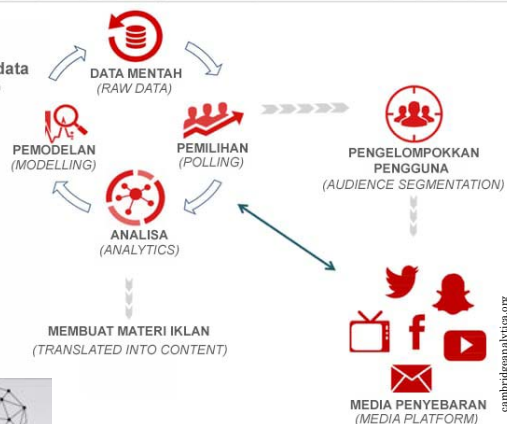 data
DATA MENTAH
(RAW DATA)
PEMODELAN
(MODELLING)
PEMILIHAN
(POLLING)
ANALISA
(ANALYTICS)
MEMBUAT MATERI IKLAN
(TRANSLATED INTO CONTENT)
PENGELOMPOKKAN
PENGGUNA
(AUDIENCE SEGMENTATION)
MEDIA PENYEBARAN
(MEDIA PLATFORM)
cambridgeanalytica.org